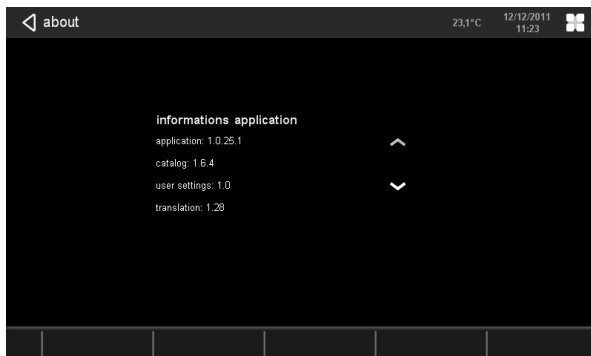 about
23,1°C
12/12/2011
11:23
informations application
application: 1.0.25.1
catalog: 1.6.4
user settings: 1.0
translation: 1.28